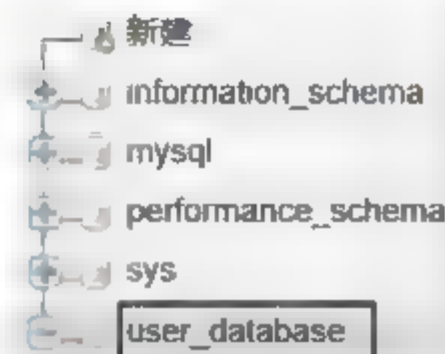 新建
information_schema
mysql
performance_schema
sys
user_database